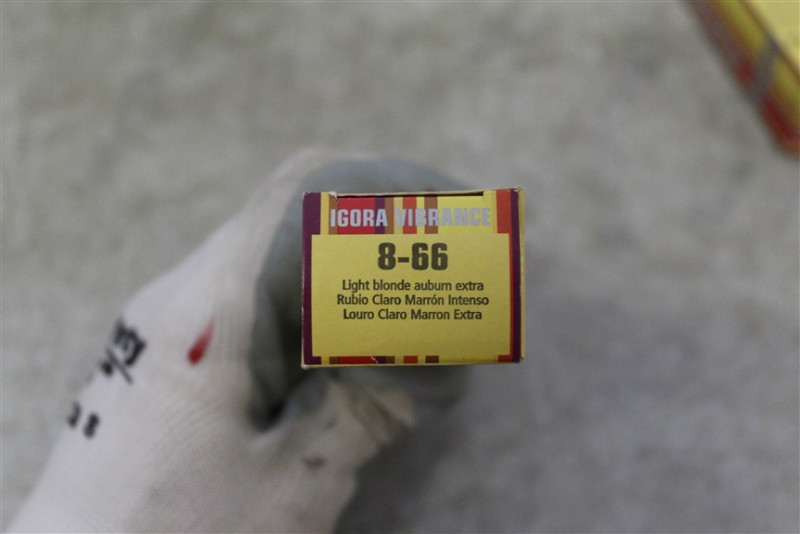 IGORA VIBRANCE
8-66
Light blonde auburn extra
Rubio Claro Marrón Intenso
Louro Claro Marron Extra